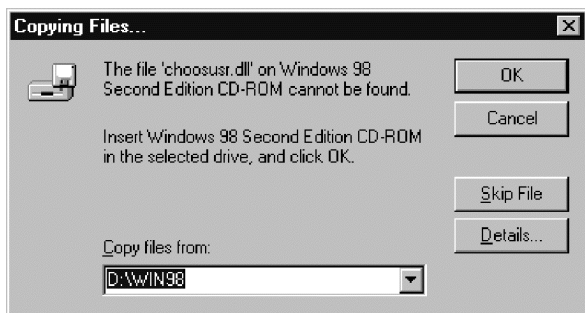 Copying Files...
The file 'choosusr.dll' on Windows 98
Second Edition CD-ROM cannot be found.
Insert Windows 98 Second Edition CD-ROM
in the selected drive, and click OK.
Copy files from:
D:\WIN98
OK
Cancel
Skip File
Details...